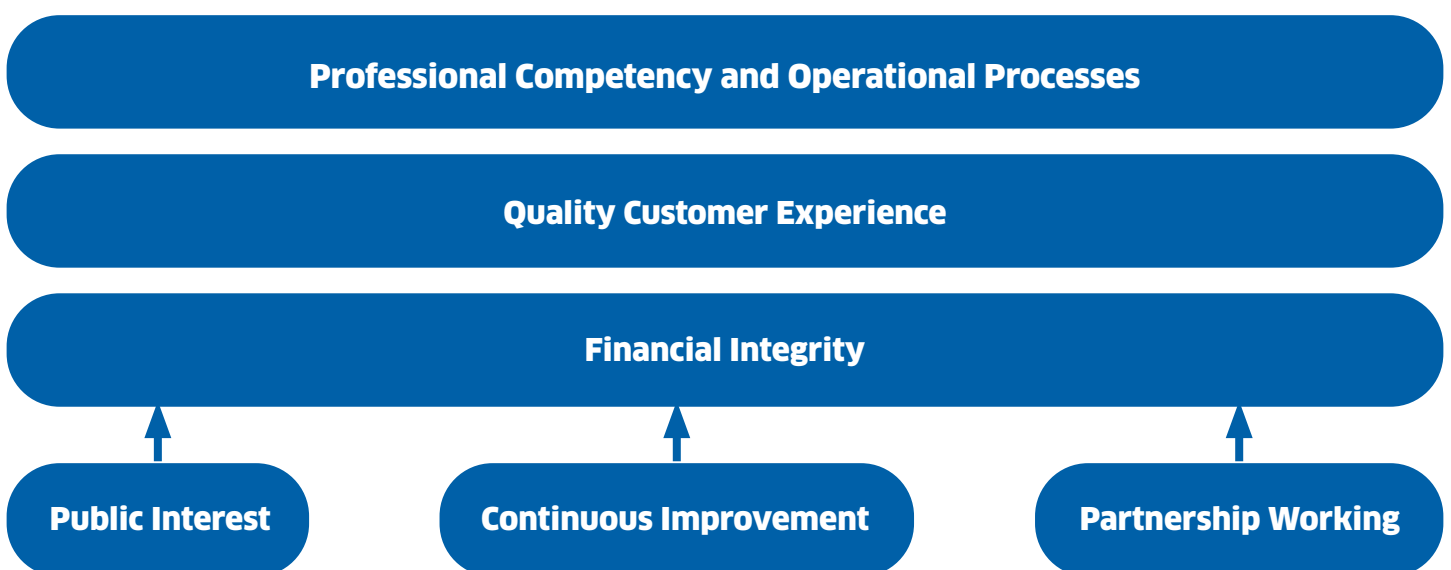 Professional Competency and Operational Processes
Quality Customer Experience
Financial Integrity
Public Interest
Continuous Improvement
Partnership Working